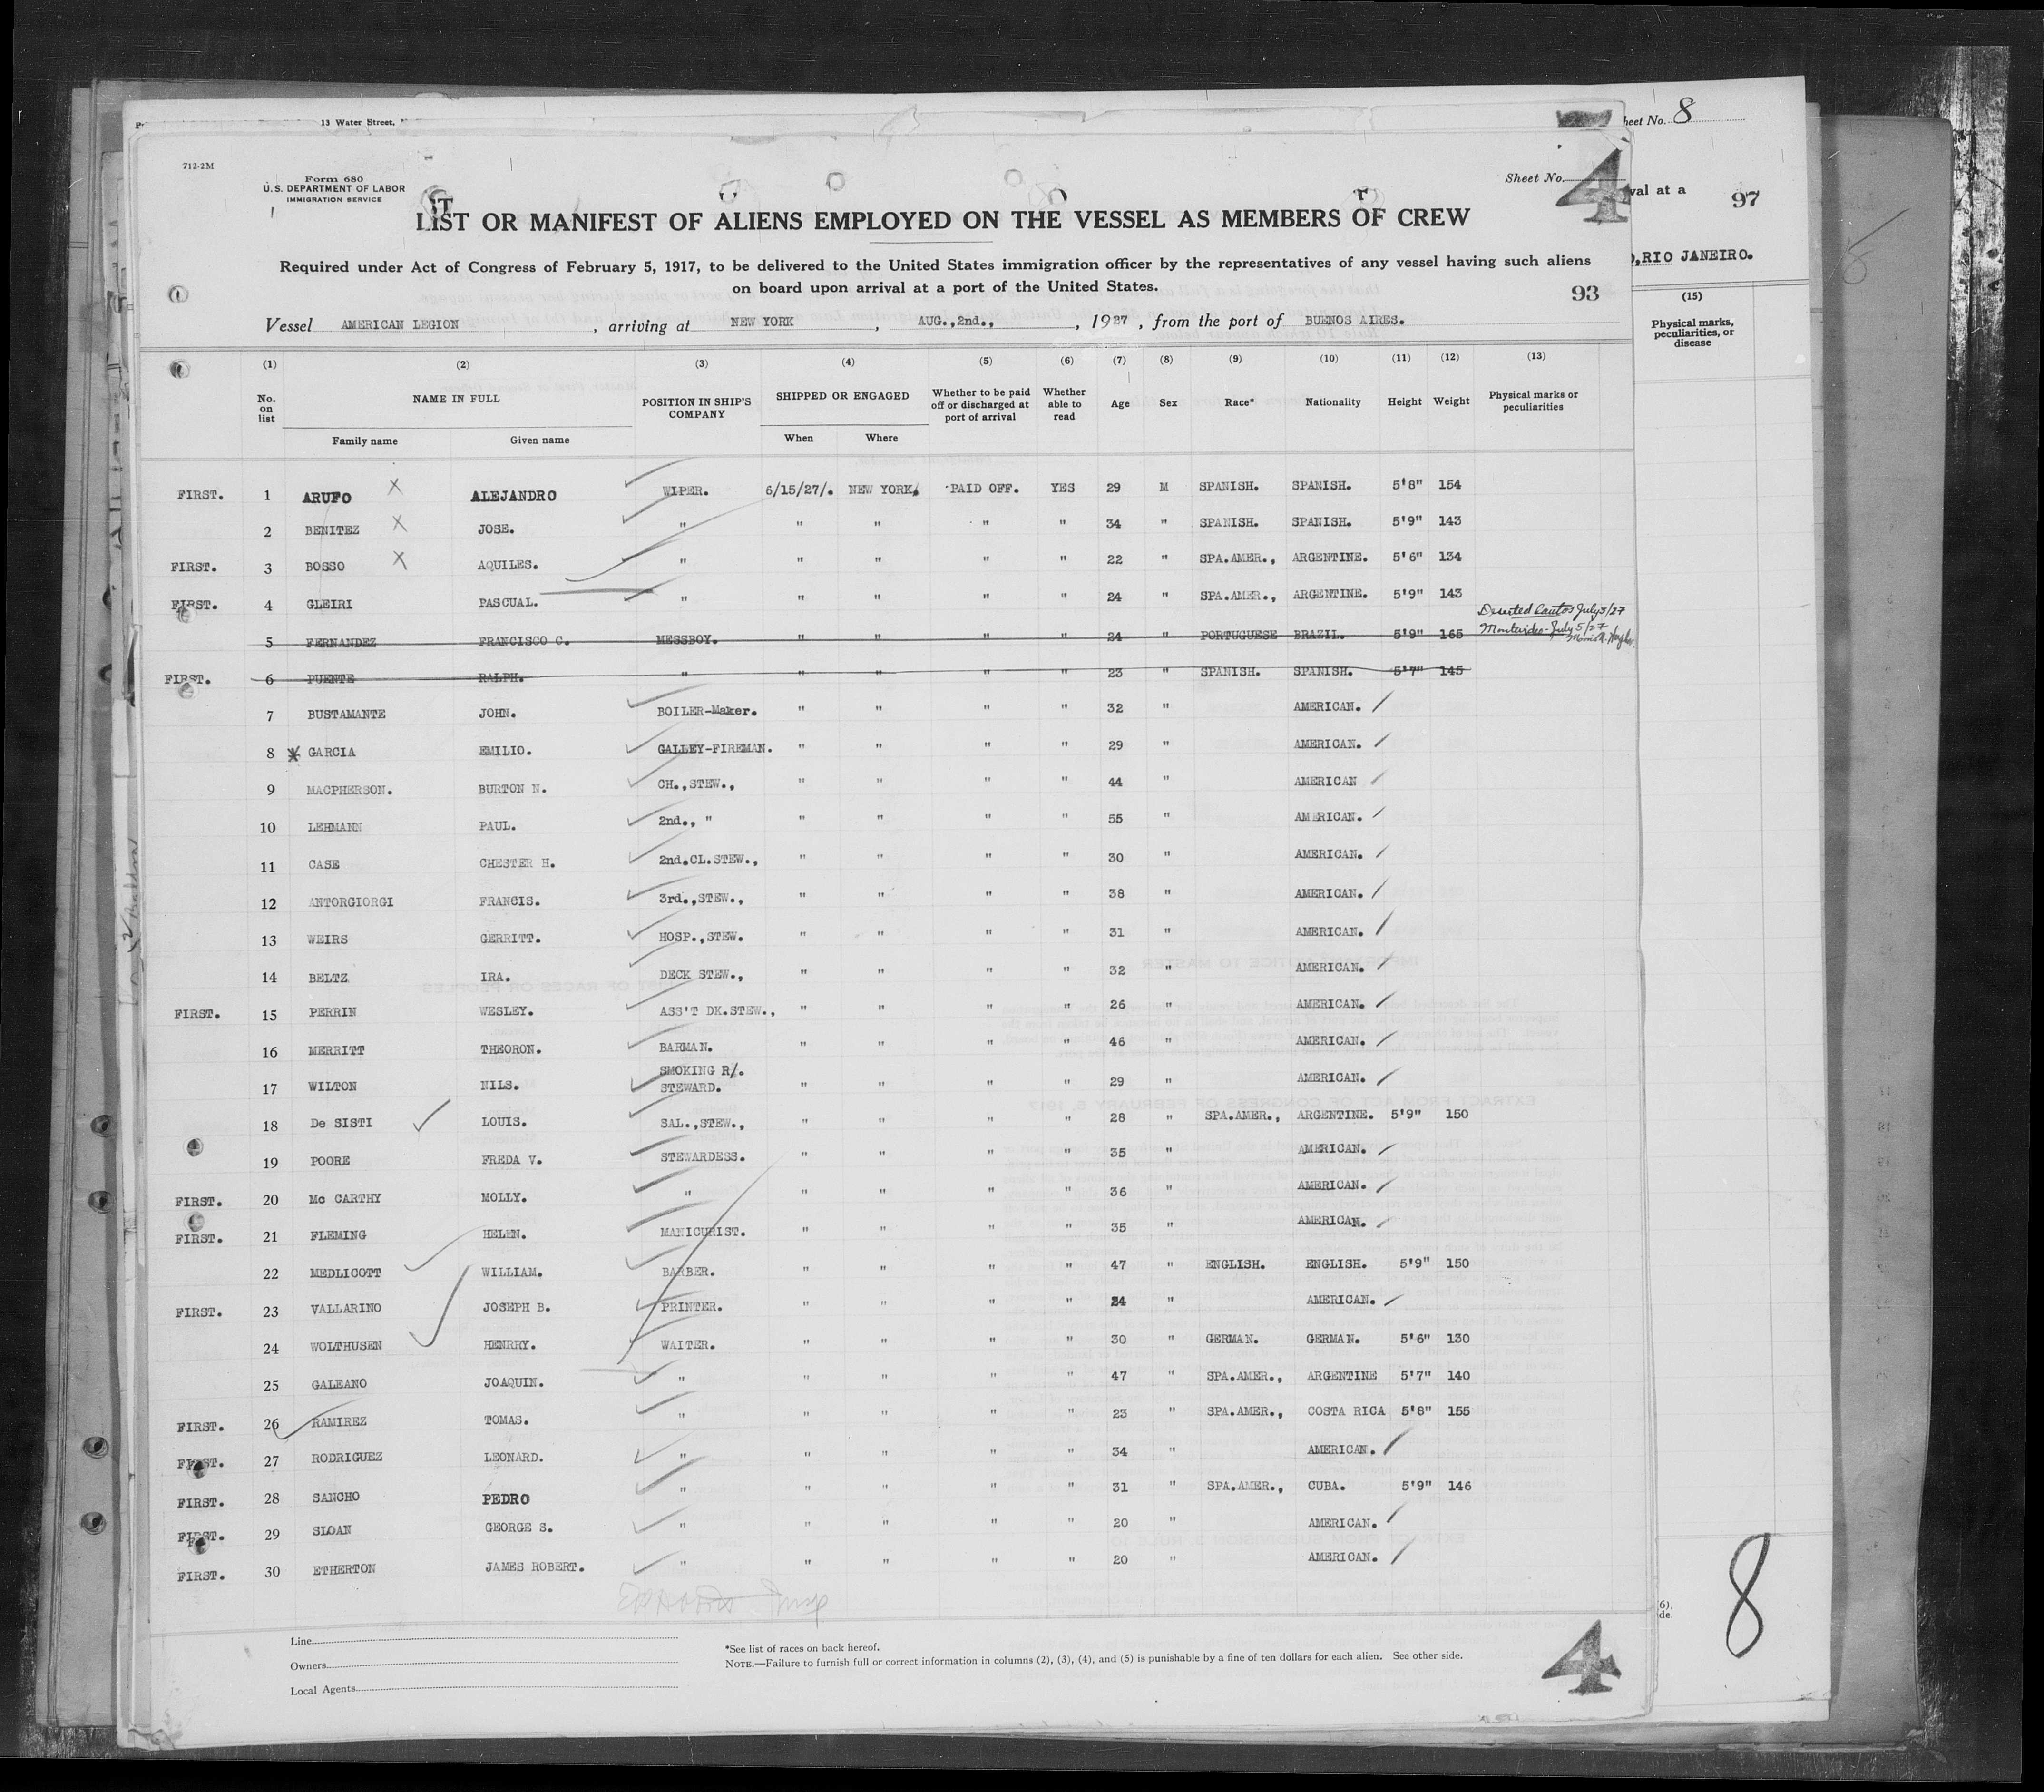 13 Water Street,
heet No. 8
712-2M
Form 680
U.S. DEPARTMENT OF LABOR
IMMIGRATION SERVICE
Sheet No. 4
val at a
97
LIST OR MANIFEST OF ALIENS EMPLOYED ON THE VESSEL AS MEMBERS OF CREW
Required under Act of Congress of February 5, 1917, to be delivered to the United States immigration officer by the representatives of any vessel having such aliens
on board upon arrival at a port of the United States.
93
RIO JANEIRO.
Vessel AMERICAN LEGION , arriving at NEW YORK , AUG.,2nd., , 1927 , from the port of BUENOS AIRES.
(1) (2) (3) (4) (5) (6) (7) (8) (9) (10) (11) (12) (13)
(15)
Physical marks, peculiarities, or disease
No. on list NAME IN FULL POSITION IN SHIP'S COMPANY SHIPPED OR ENGAGED Whether to be paid off or discharged at port of arrival Whether able to read Age Sex Race* Nationality Height Weight Physical marks or peculiarities
Family name Given name When Where
FIRST. 1 ARUFO X ALEJANDRO WIPER. 6/15/27/. NEW YORK. PAID OFF. YES 29 M SPANISH. SPANISH. 5'8" 154
2 BENITEZ X JOSE. " " " " " 34 " SPANISH. SPANISH. 5'9" 143
FIRST. 3 BOSSO X AQUILES. " " " " " 22 " SPA.AMER., ARGENTINE. 5'6" 134
FIRST. 4 GLEIRI PASCUAL. " " " " " 24 " SPA.AMER., ARGENTINE. 5'9" 143
Deserted Santos July 3/27
5 FERNANDEZ FRANCISCO C. MESSBOY. " " " " 24 " PORTUGUESE BRAZIL. 5'9" 165 Montevideo - July 5/27
FIRST. 6 PUENTE RALPH. " " " " " 23 " SPANISH. SPANISH. 5'7" 145
7 BUSTAMANTE JOHN. BOILER-Maker. " " " " 32 " AMERICAN.
8 GARCIA EMILIO. GALLEY-FIREMAN. " " " " 29 " AMERICAN.
9 MACPHERSON. BURTON N. CH.,STEW., " " " " 44 " AMERICAN
10 LEHMANN PAUL. 2nd., " " " " " 55 " AMERICAN.
11 CASE CHESTER H. 2nd.CL.STEW., " " " " 30 " AMERICAN.
12 ANTORGIORGI FRANCIS. 3rd.,STEW., " " " " 38 " AMERICAN.
13 WEIRS GERRITT. HOSP.,STEW. " " " " 31 " AMERICAN.
14 BELTZ IRA. DECK STEW., " " " " 32 " AMERICAN.
FIRST. 15 PERRIN WESLEY. ASS'T DK.STEW., " " " " 26 " AMERICAN.
16 MERRITT THEORON. BARMAN. " " " " 46 " AMERICAN.
17 WILTON NILS. SMOKING R/. STEWARD. " " " " 29 " AMERICAN.
18 De SISTI LOUIS. SAL.,STEW., " " " " 28 " SPA.AMER., ARGENTINE. 5'9" 150
19 POORE FREDA V. STEWARDESS. " " " " 35 " AMERICAN.
FIRST. 20 Mc CARTHY MOLLY. " " " " " 36 " AMERICAN.
FIRST. 21 FLEMING HELEN. MANICURIST. " " " " 35 " AMERICAN.
22 MEDLICOTT WILLIAM. BARBER. " " " " 47 " ENGLISH. ENGLISH. 5'9" 150
FIRST. 23 VALLARINO JOSEPH B. PRINTER. " " " " 24 " AMERICAN.
24 WOLTHUSEN HENRRY. WAITER. " " " " 30 " GERMAN. GERMAN. 5'6" 130
25 GALEANO JOAQUIN. " " " " " 47 " SPA.AMER., ARGENTINE 5'7" 140
FIRST. 26 RAMIREZ TOMAS. " " " " " 23 " SPA.AMER., COSTA RICA 5'8" 155
FIRST. 27 RODRIGUEZ LEONARD. " " " " " 34 " AMERICAN.
FIRST. 28 SANCHO PEDRO " " " " " 31 " SPA.AMER., CUBA. 5'9" 146
FIRST. 29 SLOAN GEORGE S. " " " " " 20 " AMERICAN.
FIRST. 30 ETHERTON JAMES ROBERT. " " " " " 20 " AMERICAN.
Line
Owners
Local Agents
*See list of races on back hereof.
NOTE.—Failure to furnish full or correct information in columns (2), (3), (4), and (5) is punishable by a fine of ten dollars for each alien. See other side.
4
6).
de.
8